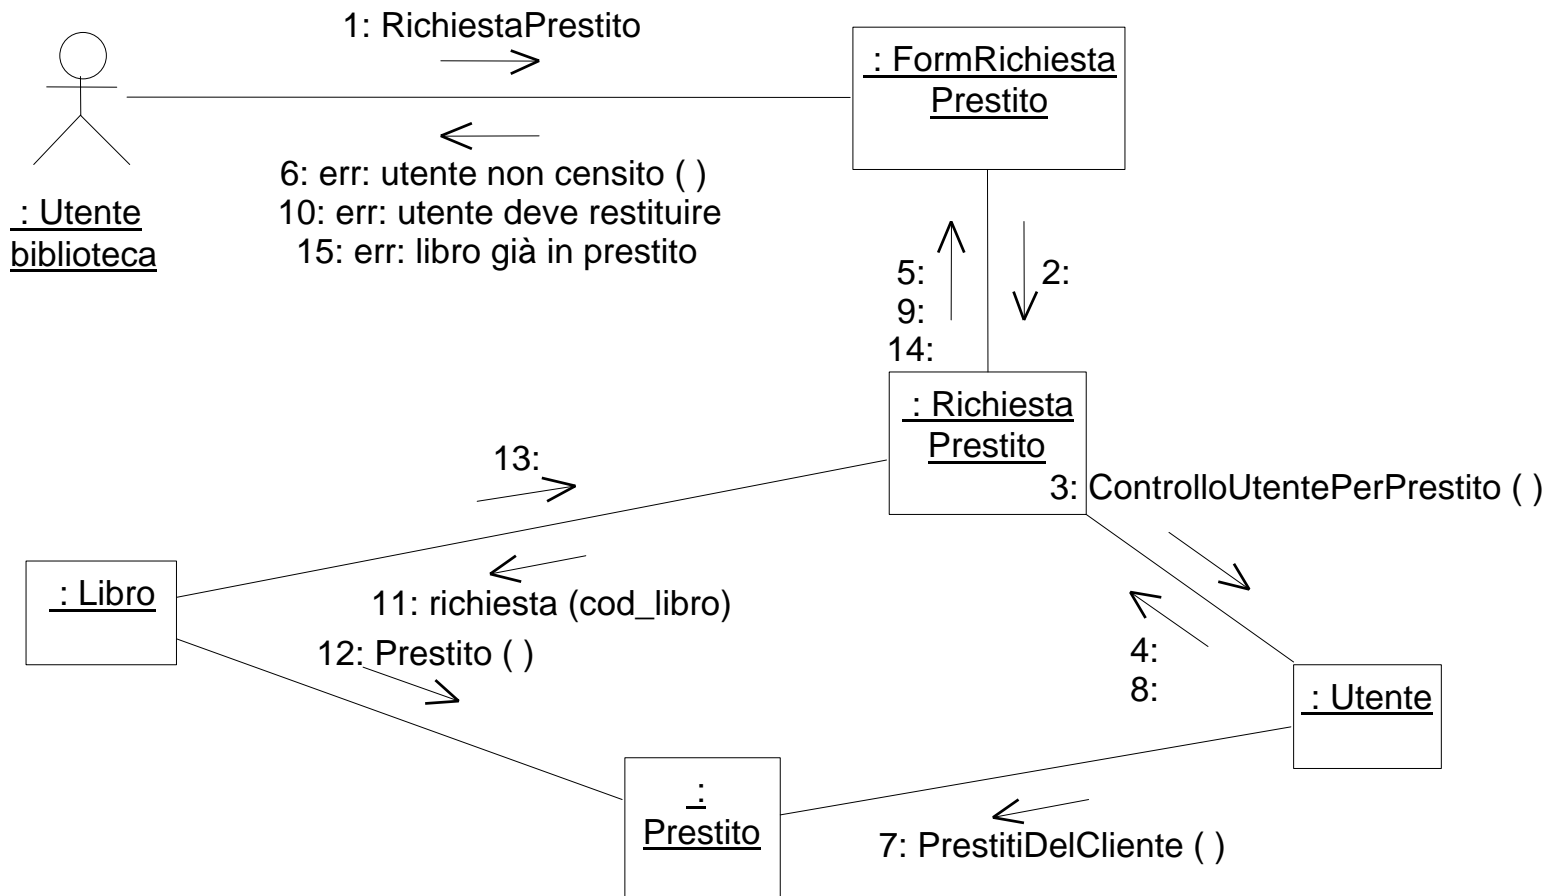 1: RichiestaPrestito
: FormRichiesta
Prestito
6: err: utente non censito ( )
10: err: utente deve restituire
15: err: libro già in prestito
: Utente
biblioteca
5:
9:
14:
2:
: Richiesta
Prestito
13:
3: ControlloUtentePerPrestito ( )
: Libro
11: richiesta (cod_libro)
12: Prestito ( )
4:
8:
: Utente
:
Prestito
7: PrestitiDelCliente ( )